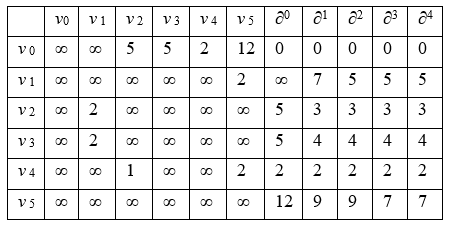 v0 v1 v2 v3 v4 v5 ∂⁰ ∂¹ ∂² ∂³ ∂⁴
v0 ∞ ∞ 5 5 2 12 0 0 0 0 0
v1 ∞ ∞ ∞ ∞ ∞ 2 ∞ 7 5 5 5
v2 ∞ 2 ∞ ∞ ∞ ∞ 5 3 3 3 3
v3 ∞ 2 ∞ ∞ ∞ ∞ 5 4 4 4 4
v4 ∞ ∞ 1 ∞ ∞ 2 2 2 2 2 2
v5 ∞ ∞ ∞ ∞ ∞ ∞ 12 9 9 7 7